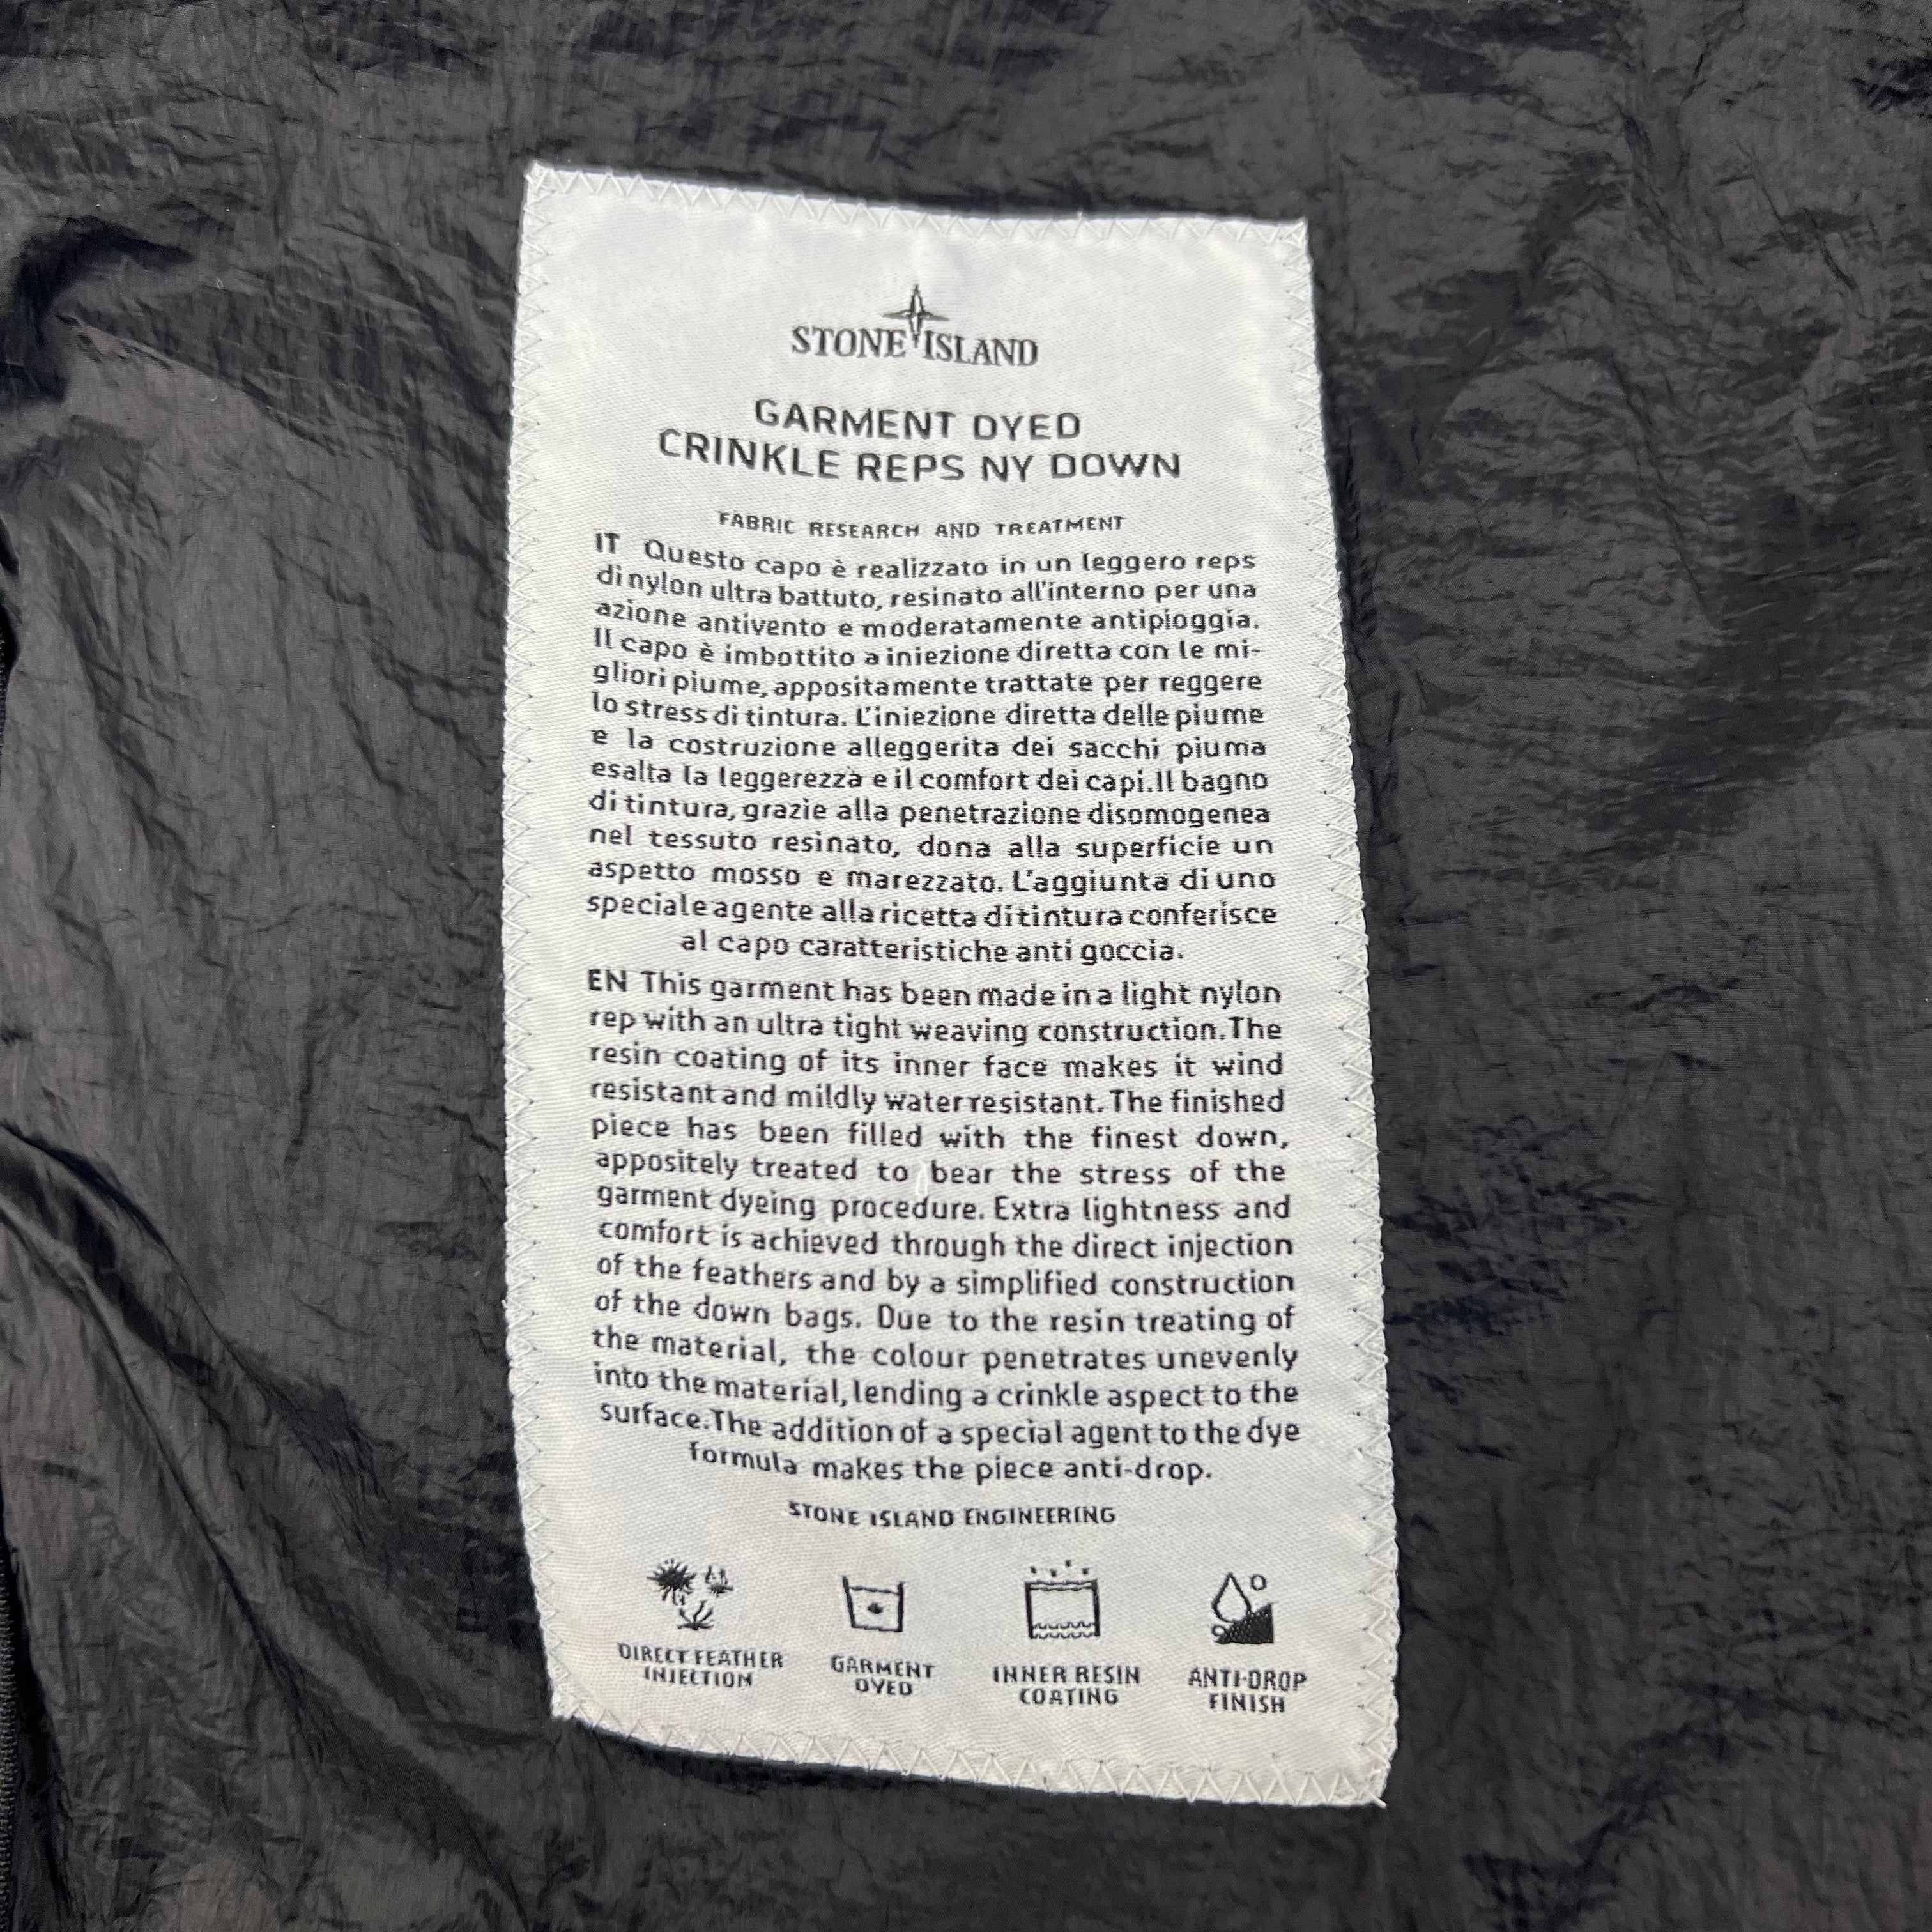 STONE ISLAND
GARMENT DYED
CRINKLE REPS NY DOWN
FABRIC RESEARCH AND TREATMENT
IT Questo capo è realizzato in un leggero reps
di nylon ultra battuto, resinato all'interno per una
azione antivento e moderatamente antipioggia.
Il capo è imbottito a iniezione diretta con le mi-
gliori piume, appositamente trattate per reggere
lo stress di tintura. L'iniezione diretta delle piume
e la costruzione alleggerita dei sacchi piuma
esalta la leggerezza e il comfort dei capi. Il bagno
di tintura, grazie alla penetrazione disomogenea
nel tessuto resinato, dona alla superficie un
aspetto mosso e marezzato. L'aggiunta di uno
speciale agente alla ricetta di tintura conferisce
al capo caratteristiche anti goccia.
EN This garment has been made in a light nylon
rep with an ultra tight weaving construction. The
resin coating of its inner face makes it wind
resistant and mildly water resistant. The finished
piece has been filled with the finest down,
appositely treated to bear the stress of the
garment dyeing procedure. Extra lightness and
comfort is achieved through the direct injection
of the feathers and by a simplified construction
of the down bags. Due to the resin treating of
the material, the colour penetrates unevenly
into the material, lending a crinkle aspect to the
surface. The addition of a special agent to the dye
formula makes the piece anti-drop.
STONE ISLAND ENGINEERING
DIRECT FEATHER
INJECTION
GARMENT
DYED
INNER RESIN
COATING
ANTI-DROP
FINISH